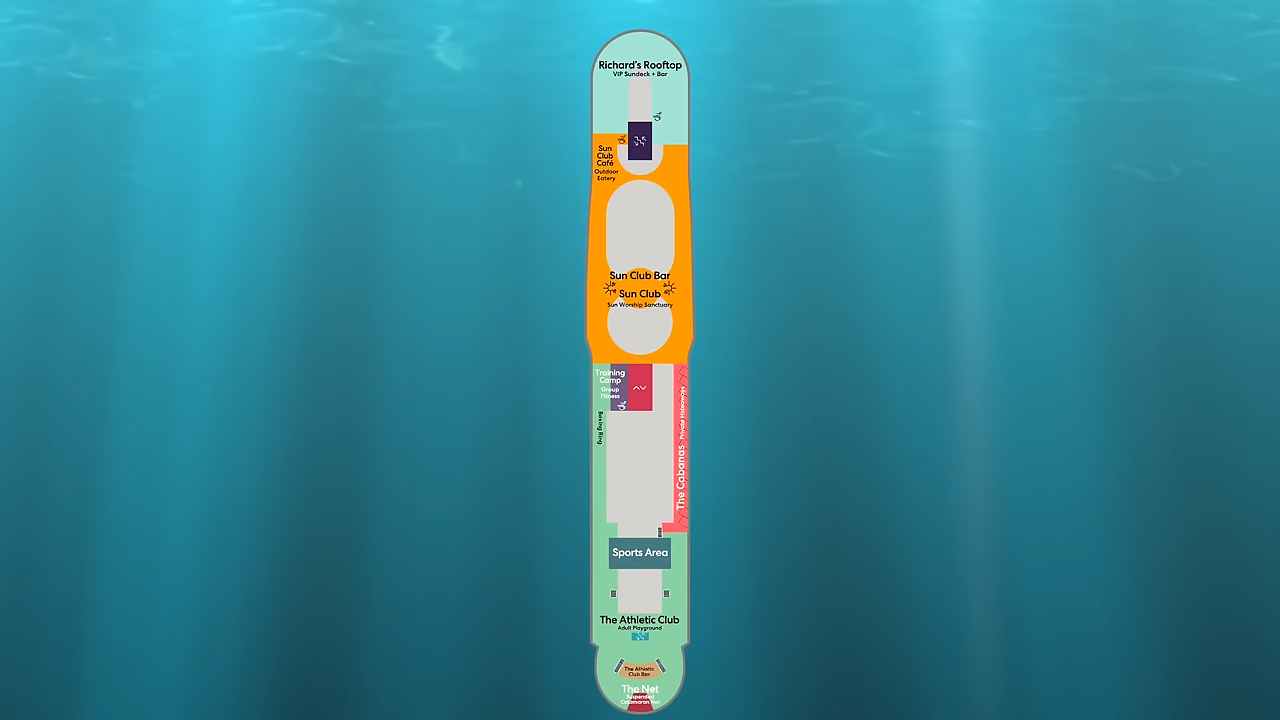 Richard's Rooftop
VIP Sundeck + Bar
Sun
Club
Café
Outdoor
Eatery
Sun Club Bar
Sun Club
Sun Worship Sanctuary
Training
Camp
Group
Fitness
Boxing Ring
The Cabanas Private Hideaways
Sports Area
The Athletic Club
Adult Playground
The Athletic
Club Bar
The Net
Suspended
Catamaran Net